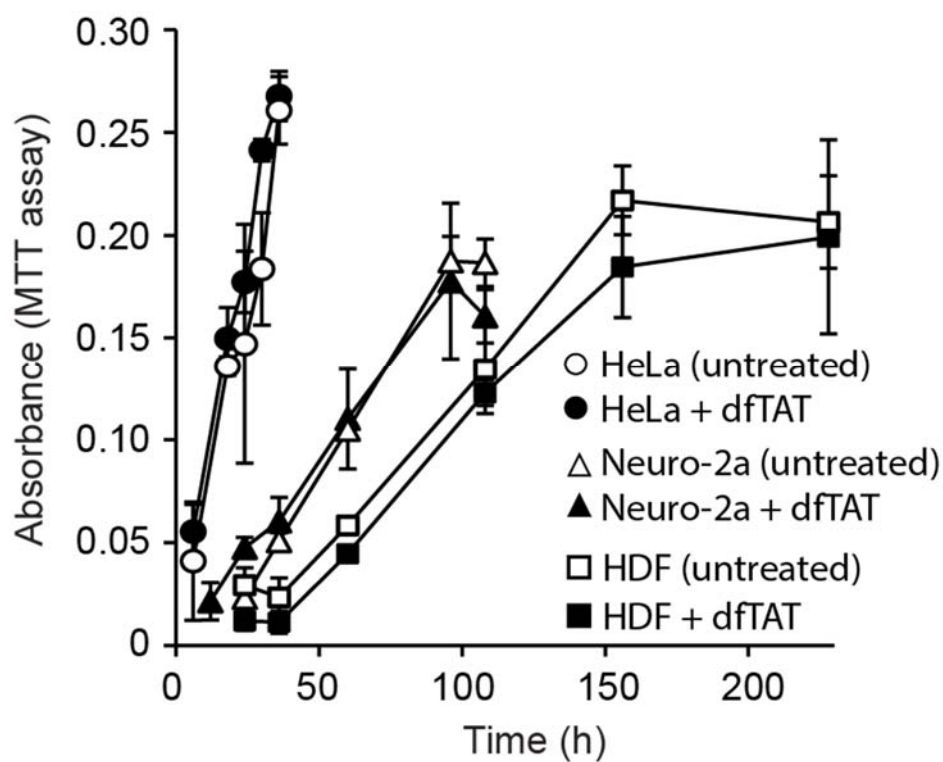 0.30
0.25
0.20
0.15
0.10
0.05
0
Absorbance (MTT assay)
HeLa (untreated)
HeLa + dfTAT
Neuro-2a (untreated)
Neuro-2a + dfTAT
HDF (untreated)
HDF + dfTAT
0 50 100 150 200
Time (h)